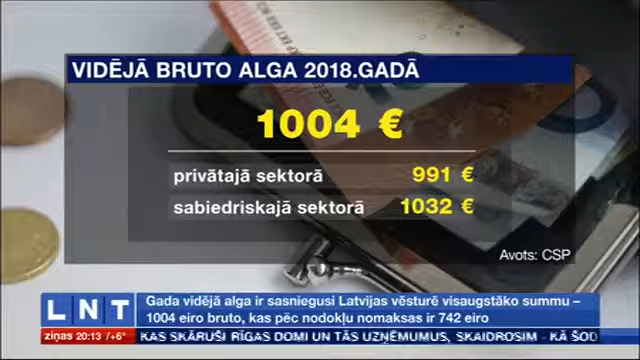 VIDĒJĀ BRUTO ALGA 2018.GADĀ
1004 €
privātajā sektorā 991 €
sabiedriskajā sektorā 1032 €
Avots: CSP
LNT
Gada vidējā alga ir sasniegusi Latvijas vēsturē visaugstāko summu –
1004 eiro bruto, kas pēc nodokļu nomaksas ir 742 eiro
ziņas 20:13 /+6° KAS SKĀRUŠI RĪGAS DOMI UN TĀS UZŅĒMUMUS, SKAIDROSIM - KĀ ŠOD